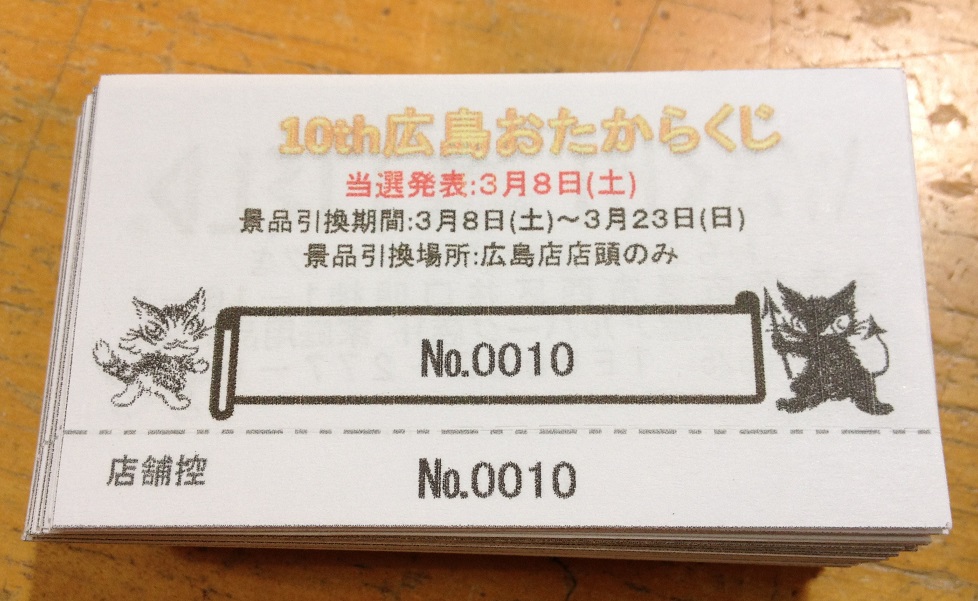 10th広島おたからくじ
当選発表:3月8日(土)
景品引換期間:3月8日(土)～3月23日(日)
景品引換場所:広島店店頭のみ
No.0010
店舗控
No.0010